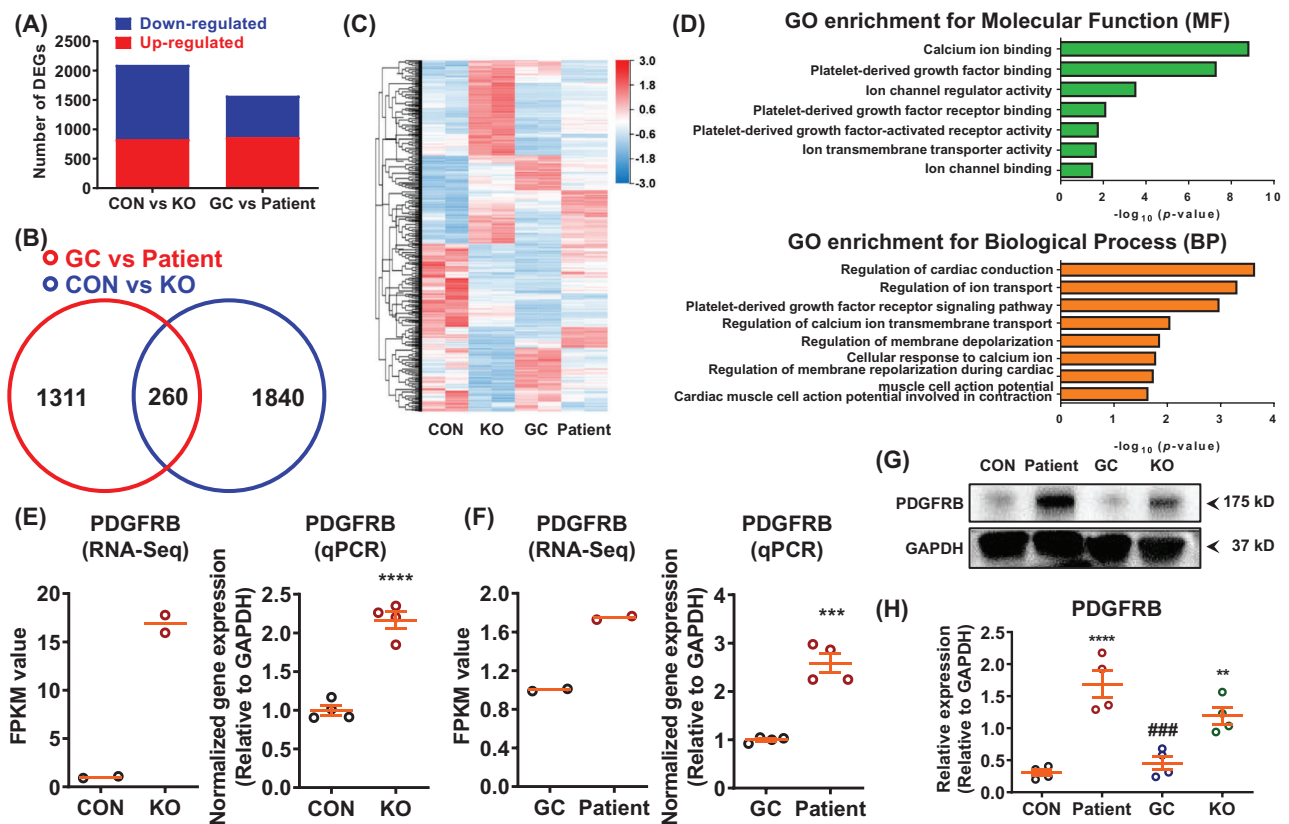 (A)
Down-regulated
Up-regulated
Number of DEGs
2500
2000
1500
1000
500
0
CON vs KO
GC vs Patient
(B)
GC vs Patient
CON vs KO
1311
260
1840
(C)
3.0
1.8
0.6
-0.6
-1.8
-3.0
CON KO GC Patient
(D)
GO enrichment for Molecular Function (MF)
Calcium ion binding
Platelet-derived growth factor binding
Ion channel regulator activity
Platelet-derived growth factor receptor binding
Platelet-derived growth factor-activated receptor activity
Ion transmembrane transporter activity
Ion channel binding
0 2 4 6 8 10
-log10 (p-value)
GO enrichment for Biological Process (BP)
Regulation of cardiac conduction
Regulation of ion transport
Platelet-derived growth factor receptor signaling pathway
Regulation of calcium ion transmembrane transport
Regulation of membrane depolarization
Cellular response to calcium ion
Regulation of membrane repolarization during cardiac
muscle cell action potential
Cardiac muscle cell action potential involved in contraction
0 1 2 3 4
-log10 (p-value)
(E)
PDGFRB
(RNA-Seq)
FPKM value
20
15
10
5
0
CON KO
PDGFRB
(qPCR)
Normalized gene expression
(Relative to GAPDH)
2.5
2.0
1.5
1.0
0.5
0.0
****
CON KO
(F)
PDGFRB
(RNA-Seq)
FPKM value
2.0
1.6
1.2
0.8
0.4
0.0
GC Patient
PDGFRB
(qPCR)
Normalized gene expression
(Relative to GAPDH)
4
3
2
1
0
***
GC Patient
(G)
CON Patient GC KO
PDGFRB
175 kD
GAPDH
37 kD
(H)
PDGFRB
Relative expression
(Relative to GAPDH)
2.5
2.0
1.5
1.0
0.5
0.0
****
###
**
CON Patient GC KO